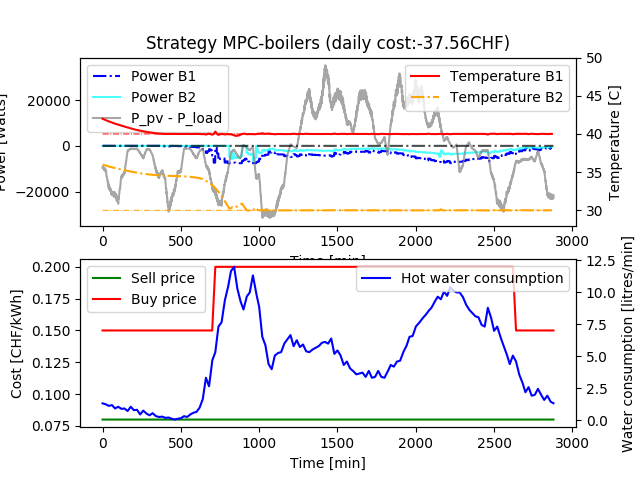 Strategy MPC-boilers (daily cost:-37.56CHF)
Power [Watts]
20000
0
−20000
Power B1
Power B2
P_pv - P_load
Temperature B1
Temperature B2
50
45
40
35
30
Temperature [C]
0 500 1000 1500 2000 2500 3000
Time [min]
Cost [CHF/kWh]
0.200
0.175
0.150
0.125
0.100
0.075
Sell price
Buy price
Hot water consumption
12.5
10.0
7.5
5.0
2.5
0.0
Water consumption [litres/min]
0 500 1000 1500 2000 2500 3000
Time [min]